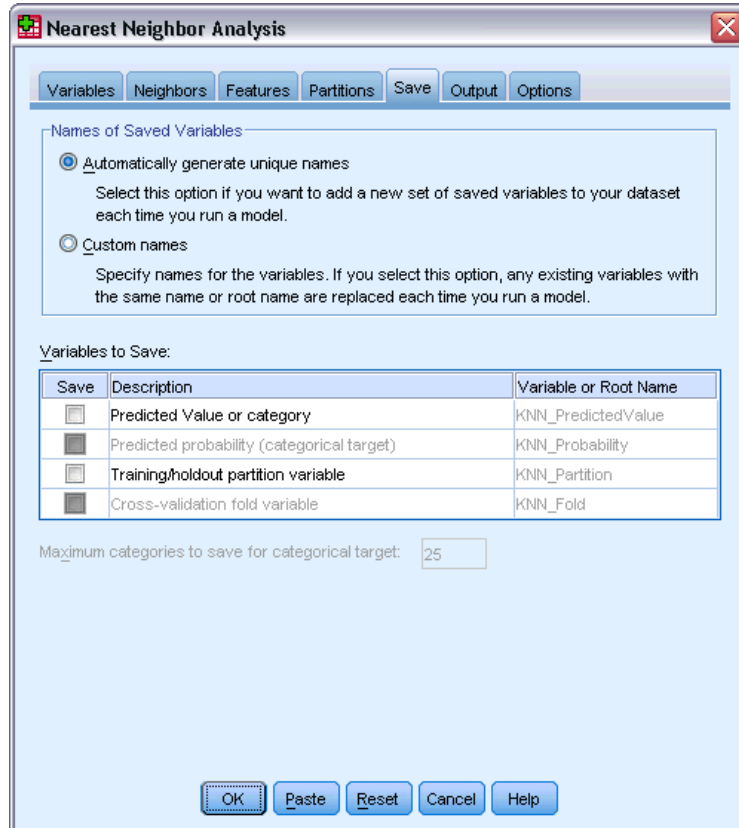 Nearest Neighbor Analysis
Variables Neighbors Features Partitions Save Output Options
Names of Saved Variables
Automatically generate unique names
Select this option if you want to add a new set of saved variables to your dataset
each time you run a model.
Custom names
Specify names for the variables. If you select this option, any existing variables with
the same name or root name are replaced each time you run a model.
Variables to Save:
Save Description Variable or Root Name
Predicted Value or category KNN_PredictedValue
Predicted probability (categorical target) KNN_Probability
Training/holdout partition variable KNN_Partition
Cross-validation fold variable KNN_Fold
Maximum categories to save for categorical target: 25
OK Paste Reset Cancel Help